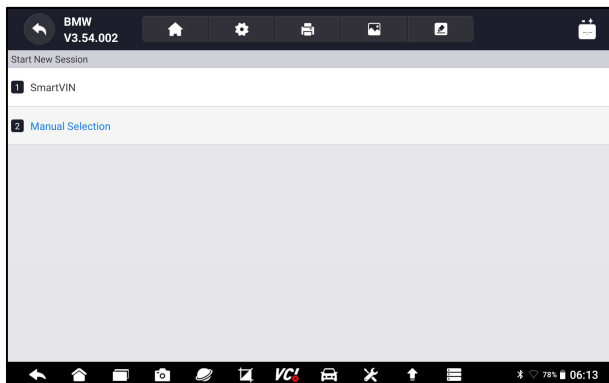 BMW
V3.54.002
-.--
Start New Session
1 SmartVIN
2 Manual Selection
VC!
78% 06:13